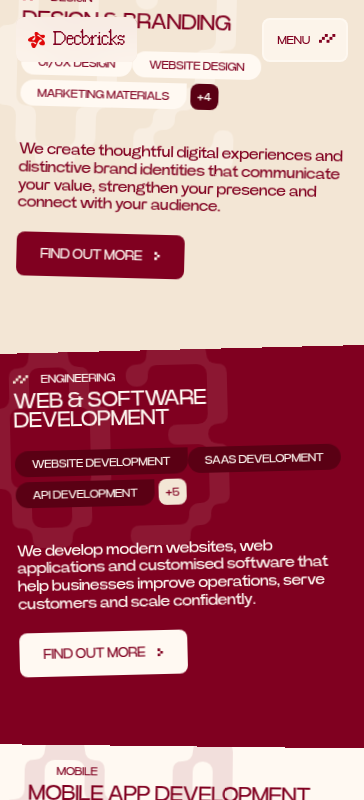 DESIGN
DESIGN & BRANDING
Decbricks
MENU
UI/UX DESIGN
WEBSITE DESIGN
MARKETING MATERIALS
+4
We create thoughtful digital experiences and
distinctive brand identities that communicate
your value, strengthen your presence and
connect with your audience.
FIND OUT MORE
ENGINEERING
WEB & SOFTWARE
DEVELOPMENT
WEBSITE DEVELOPMENT
SAAS DEVELOPMENT
API DEVELOPMENT
+5
We develop modern websites, web
applications and customised software that
help businesses improve operations, serve
customers and scale confidently.
FIND OUT MORE
MOBILE
MOBILE APP DEVELOPMENT